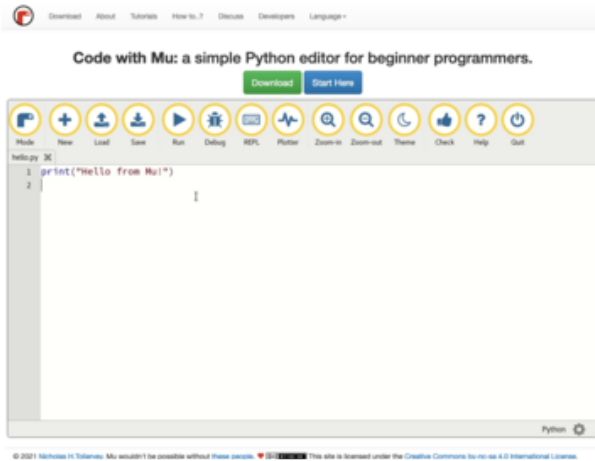 Download About Tutorials How to..? Discuss Developers Language
Code with Mu: a simple Python editor for beginner programmers.
Download Start Here
Mode New Load Save Run Debug REPL Plotter Zoom-in Zoom-out Theme Check Help Quit
hello.py
1 print("Hello from Mu!")
2
Python
© 2021 Nicholas H.Tollervey. Mu wouldn't be possible without these people. This site is licensed under the Creative Commons by-nc-sa 4.0 International License.